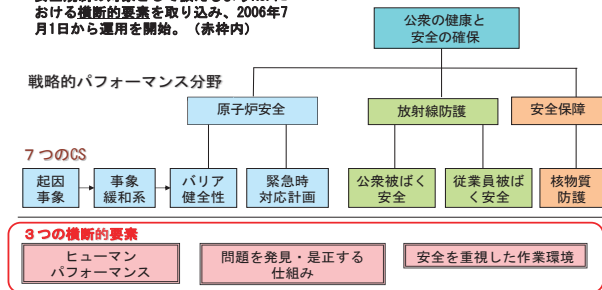 おける横断的要素を取り込み、2006年7
月1日から運用を開始。（赤枠内）
公衆の健康と
安全の確保
戦略的パフォーマンス分野
原子炉安全
放射線防護
安全保障
７つのCS
起因
事象
事象
緩和系
バリア
健全性
緊急時
対応計画
公衆被ばく
安全
従業員被ば
く安全
核物質
防護
３つの横断的要素
ヒューマン
パフォーマンス
問題を発見・是正する
仕組み
安全を重視した作業環境